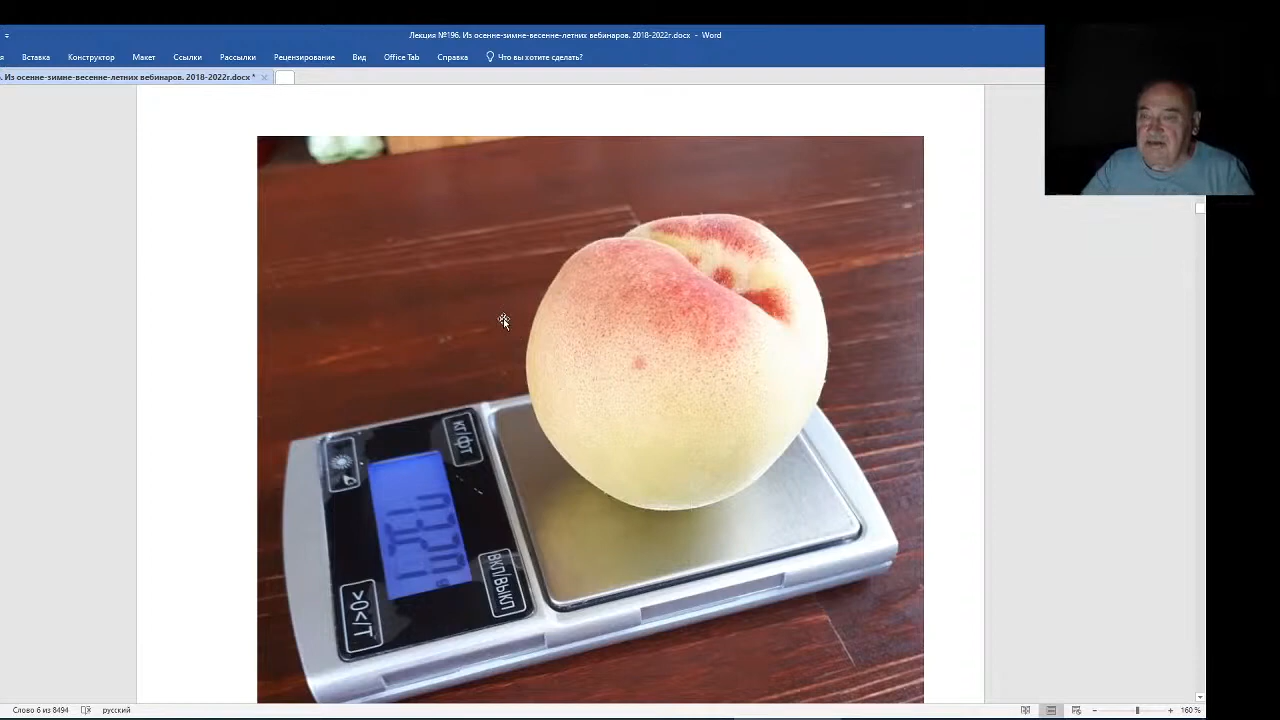 Лекция №196. Из осенне-зимне-весенне-летних вебинаров. 2018-2022г.docx - Word
Вставка Конструктор Макет Ссылки Рассылки Рецензирование Вид Office Tab Справка Что вы хотите сделать?
. Из осенне-зимне-весенне-летних вебинаров. 2018-2022г.docx *
кг/фт
ВКЛ/ВЫКЛ
>0</T
Слово 6 из 8494 русский 160 %